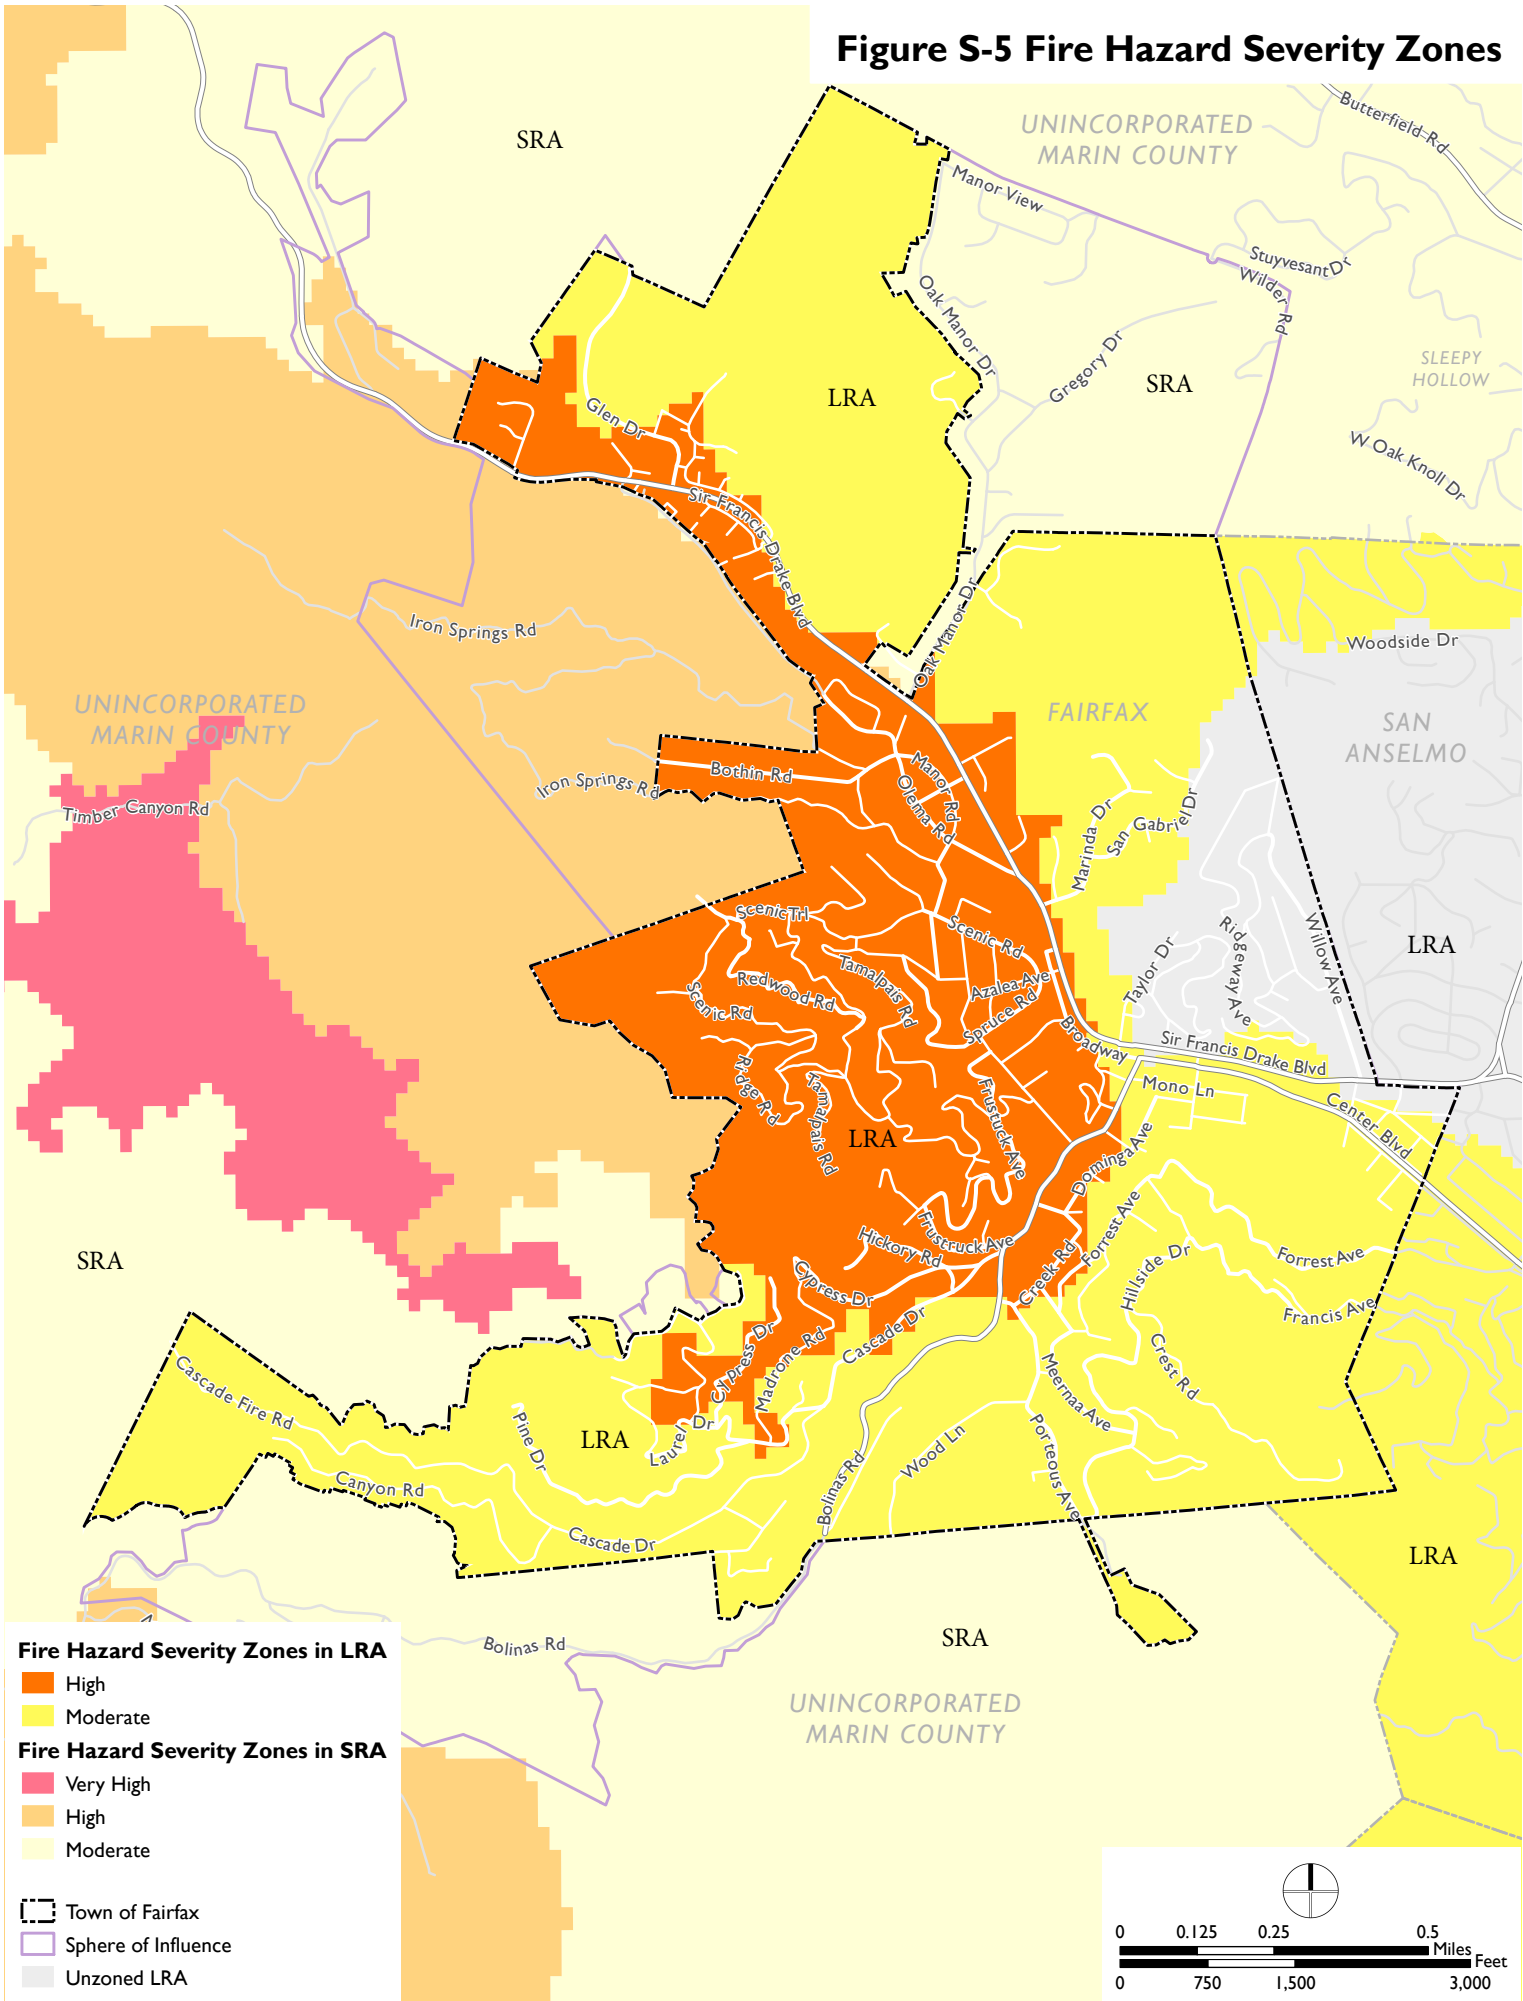 Figure S-5 Fire Hazard Severity Zones
Butterfield Rd
UNINCORPORATED
MARIN COUNTY
SRA
Manor View
Stuyvesant Dr
Wilder Rd
Oak Manor Dr
Gregory Dr
SLEEPY
HOLLOW
SRA
LRA
Glen Dr
W Oak Knoll Dr
Sir Francis Drake Blvd
Oak Manor Dr
Iron Springs Rd
Woodside Dr
UNINCORPORATED
MARIN COUNTY
FAIRFAX
SAN
ANSELMO
Bothin Rd
Iron Springs Rd
Manor Rd
Olema Rd
Timber Canyon Rd
Marinda Dr
San Gabriel Dr
Scenic Trl
Scenic Rd
Ridgeway Ave
Willow Ave
LRA
Taylor Dr
Tamalpais Rd
Redwood Rd
Azalea Ave
Scenic Rd
Spruce Rd
Broadway
Sir Francis Drake Blvd
Ridge Rd
Tamalpais Rd
Frustuck Ave
Mono Ln
Center Blvd
LRA
Dominga Ave
Forrest Ave
Frustruck Ave
Hickory Rd
SRA
Creek Rd
Hillside Dr
Forrest Ave
Cypress Dr
Francis Ave
Cascade Dr
Cypress Dr
Madrone Rd
Crest Rd
Meernaa Ave
Cascade Fire Rd
Pine Dr
LRA
Laurel Dr
Porteous Ave
Wood Ln
Canyon Rd
Bolinas Rd
Cascade Dr
LRA
Bolinas Rd
SRA
UNINCORPORATED
MARIN COUNTY
Fire Hazard Severity Zones in LRA
High
Moderate
Fire Hazard Severity Zones in SRA
Very High
High
Moderate
Town of Fairfax
Sphere of Influence
Unzoned LRA
0 0.125 0.25 0.5
Miles
Feet
0 750 1,500 3,000